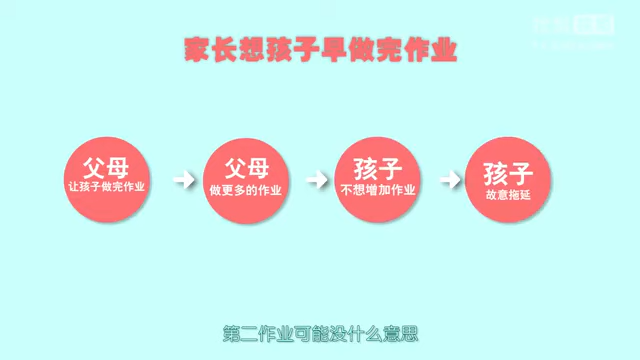 家长想孩子早做完作业
父母
让孩子做完作业
父母
做更多的作业
孩子
不想增加作业
孩子
故意拖延
第二作业可能没什么意思